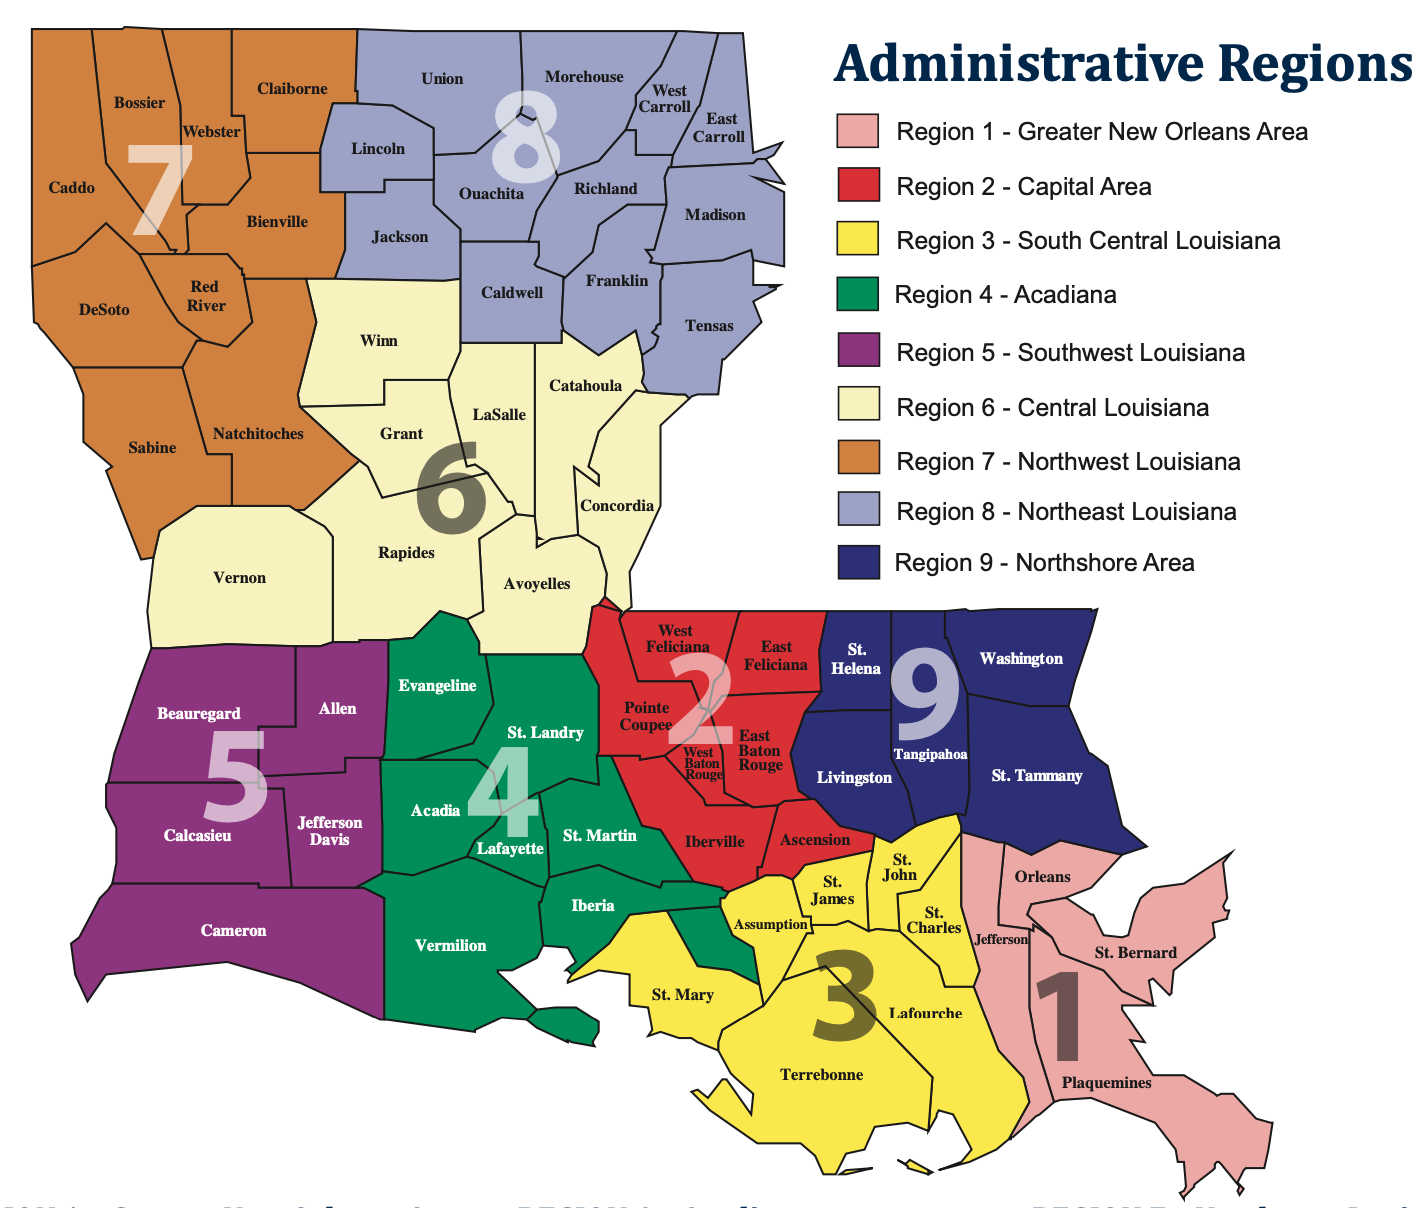 Administrative Regions
Region 1 - Greater New Orleans Area
Region 2 - Capital Area
Region 3 - South Central Louisiana
Region 4 - Acadiana
Region 5 - Southwest Louisiana
Region 6 - Central Louisiana
Region 7 - Northwest Louisiana
Region 8 - Northeast Louisiana
Region 9 - Northshore Area
7
Caddo
Bossier
Webster
Claiborne
Bienville
DeSoto
Red
River
Sabine
Natchitoches
8
Union
Morehouse
West
Carroll
East
Carroll
Lincoln
Ouachita
Richland
Madison
Jackson
Caldwell
Franklin
Tensas
6
Winn
Grant
LaSalle
Catahoula
Concordia
Rapides
Vernon
Avoyelles
5
Beauregard
Allen
Calcasieu
Jefferson
Davis
Cameron
4
Evangeline
St. Landry
Acadia
Lafayette
St. Martin
Iberia
Vermilion
2
West
Feliciana
East
Feliciana
Pointe
Coupee
West
Baton
Rouge
East
Baton
Rouge
Iberville
Ascension
9
St.
Helena
Tangipahoa
Washington
Livingston
St. Tammany
3
St.
James
St.
John
St.
Charles
Assumption
St. Mary
Lafourche
Terrebonne
1
Orleans
Jefferson
St. Bernard
Plaquemines